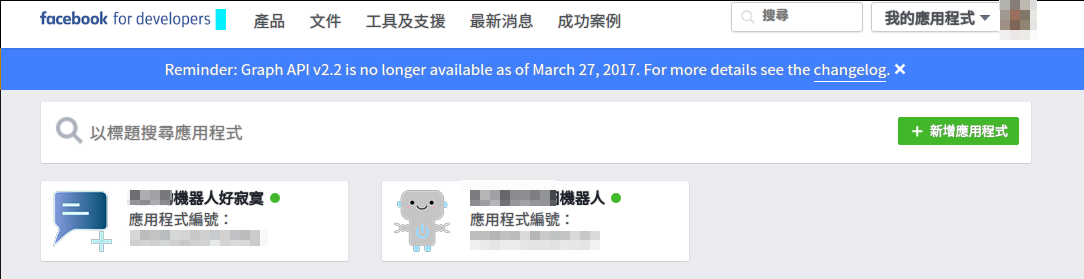 facebook for developers 產品 文件 工具及支援 最新消息 成功案例 搜尋 我的應用程式
Reminder: Graph API v2.2 is no longer available as of March 27, 2017. For more details see the changelog. ×
以標題搜尋應用程式 + 新增應用程式
機器人好寂寞
應用程式編號：
機器人
應用程式編號：